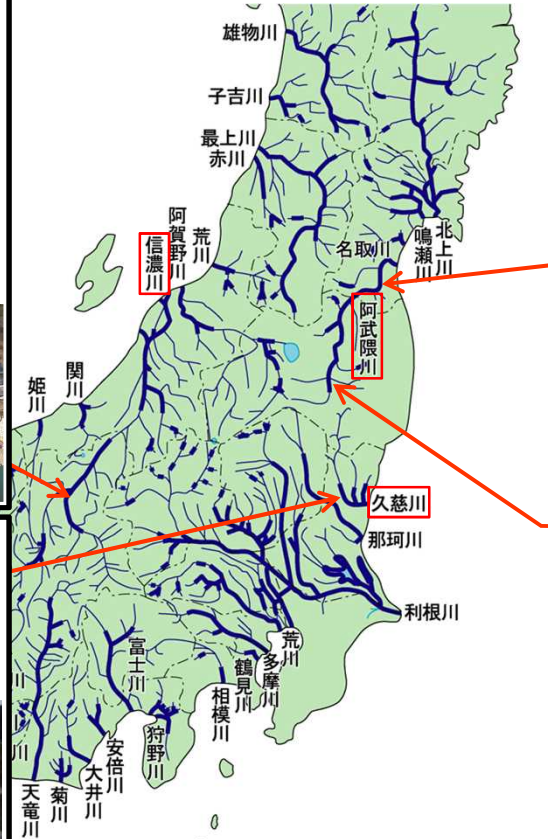 雄物川
子吉川
最上川
赤川
荒川
阿賀野川
信濃川
名取川
鳴瀬川
北上川
阿武隈川
関川
姫川
久慈川
那珂川
利根川
荒川
多摩川
鶴見川
相模川
富士川
狩野川
安倍川
大井川
菊川
天竜川
川
川